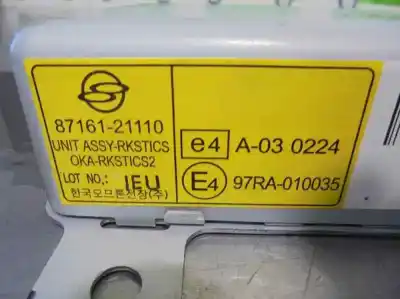 87161-21110
UNIT ASSY-RKSTICS
OKA-RKSTICS2
LOT NO,: IEU
한국오므론전장(주)
e4 A-03 0224
E4 97RA-010035